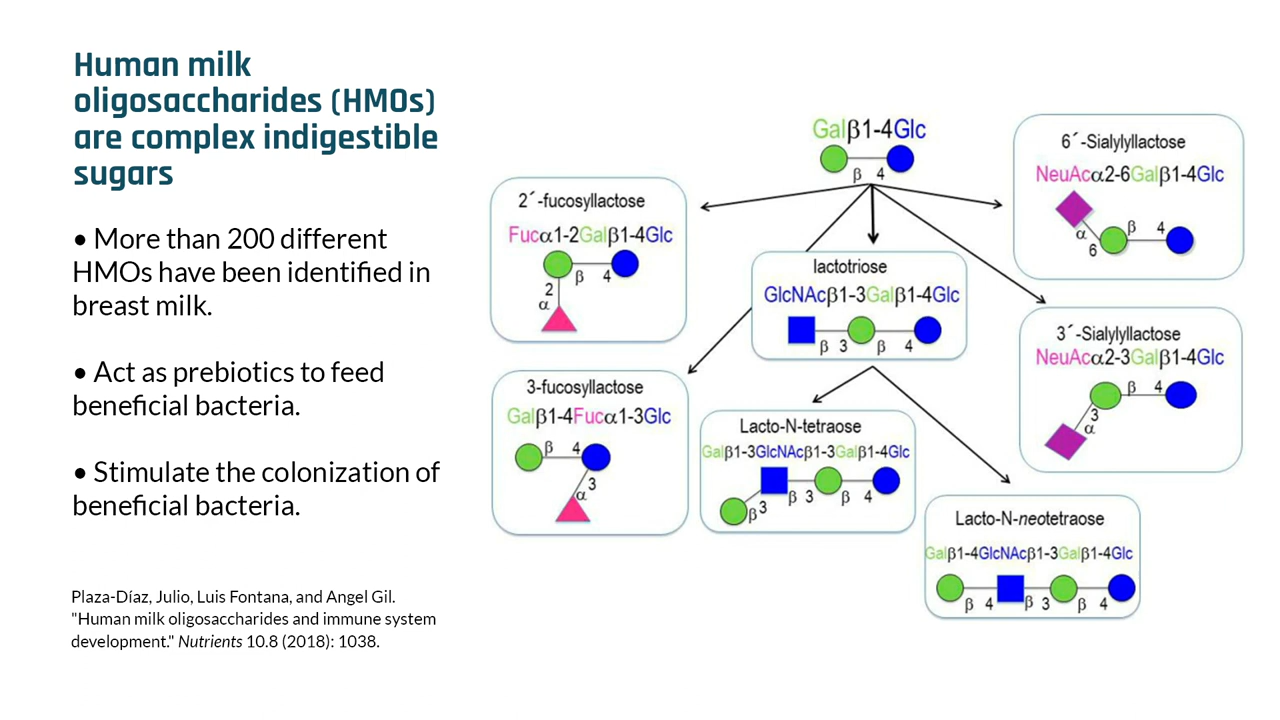 Human milk
oligosaccharides (HMOs)
are complex indigestible
sugars
• More than 200 different
HMOs have been identified in
breast milk.
• Act as prebiotics to feed
beneficial bacteria.
• Stimulate the colonization of
beneficial bacteria.
Plaza-Díaz, Julio, Luis Fontana, and Angel Gil.
"Human milk oligosaccharides and immune system
development." Nutrients 10.8 (2018): 1038.
Galβ1-4Glc
β 4
2´-fucosyllactose
Fucα1-2Galβ1-4Glc
β 4
2
α
3-fucosyllactose
Galβ1-4Fucα1-3Glc
β 4
3
α
lactotriose
GlcNAcβ1-3Galβ1-4Glc
β 3 β 4
Lacto-N-tetraose
Galβ1-3GlcNAcβ1-3Galβ1-4Glc
β 3 β 4
β3
Lacto-N-neotetraose
Galβ1-4GlcNAcβ1-3Galβ1-4Glc
β 4 β 3 β 4
6´-Sialylyllactose
NeuAcα2-6Galβ1-4Glc
β 4
α
6
3´-Sialylyllactose
NeuAcα2-3Galβ1-4Glc
β 4
3
α